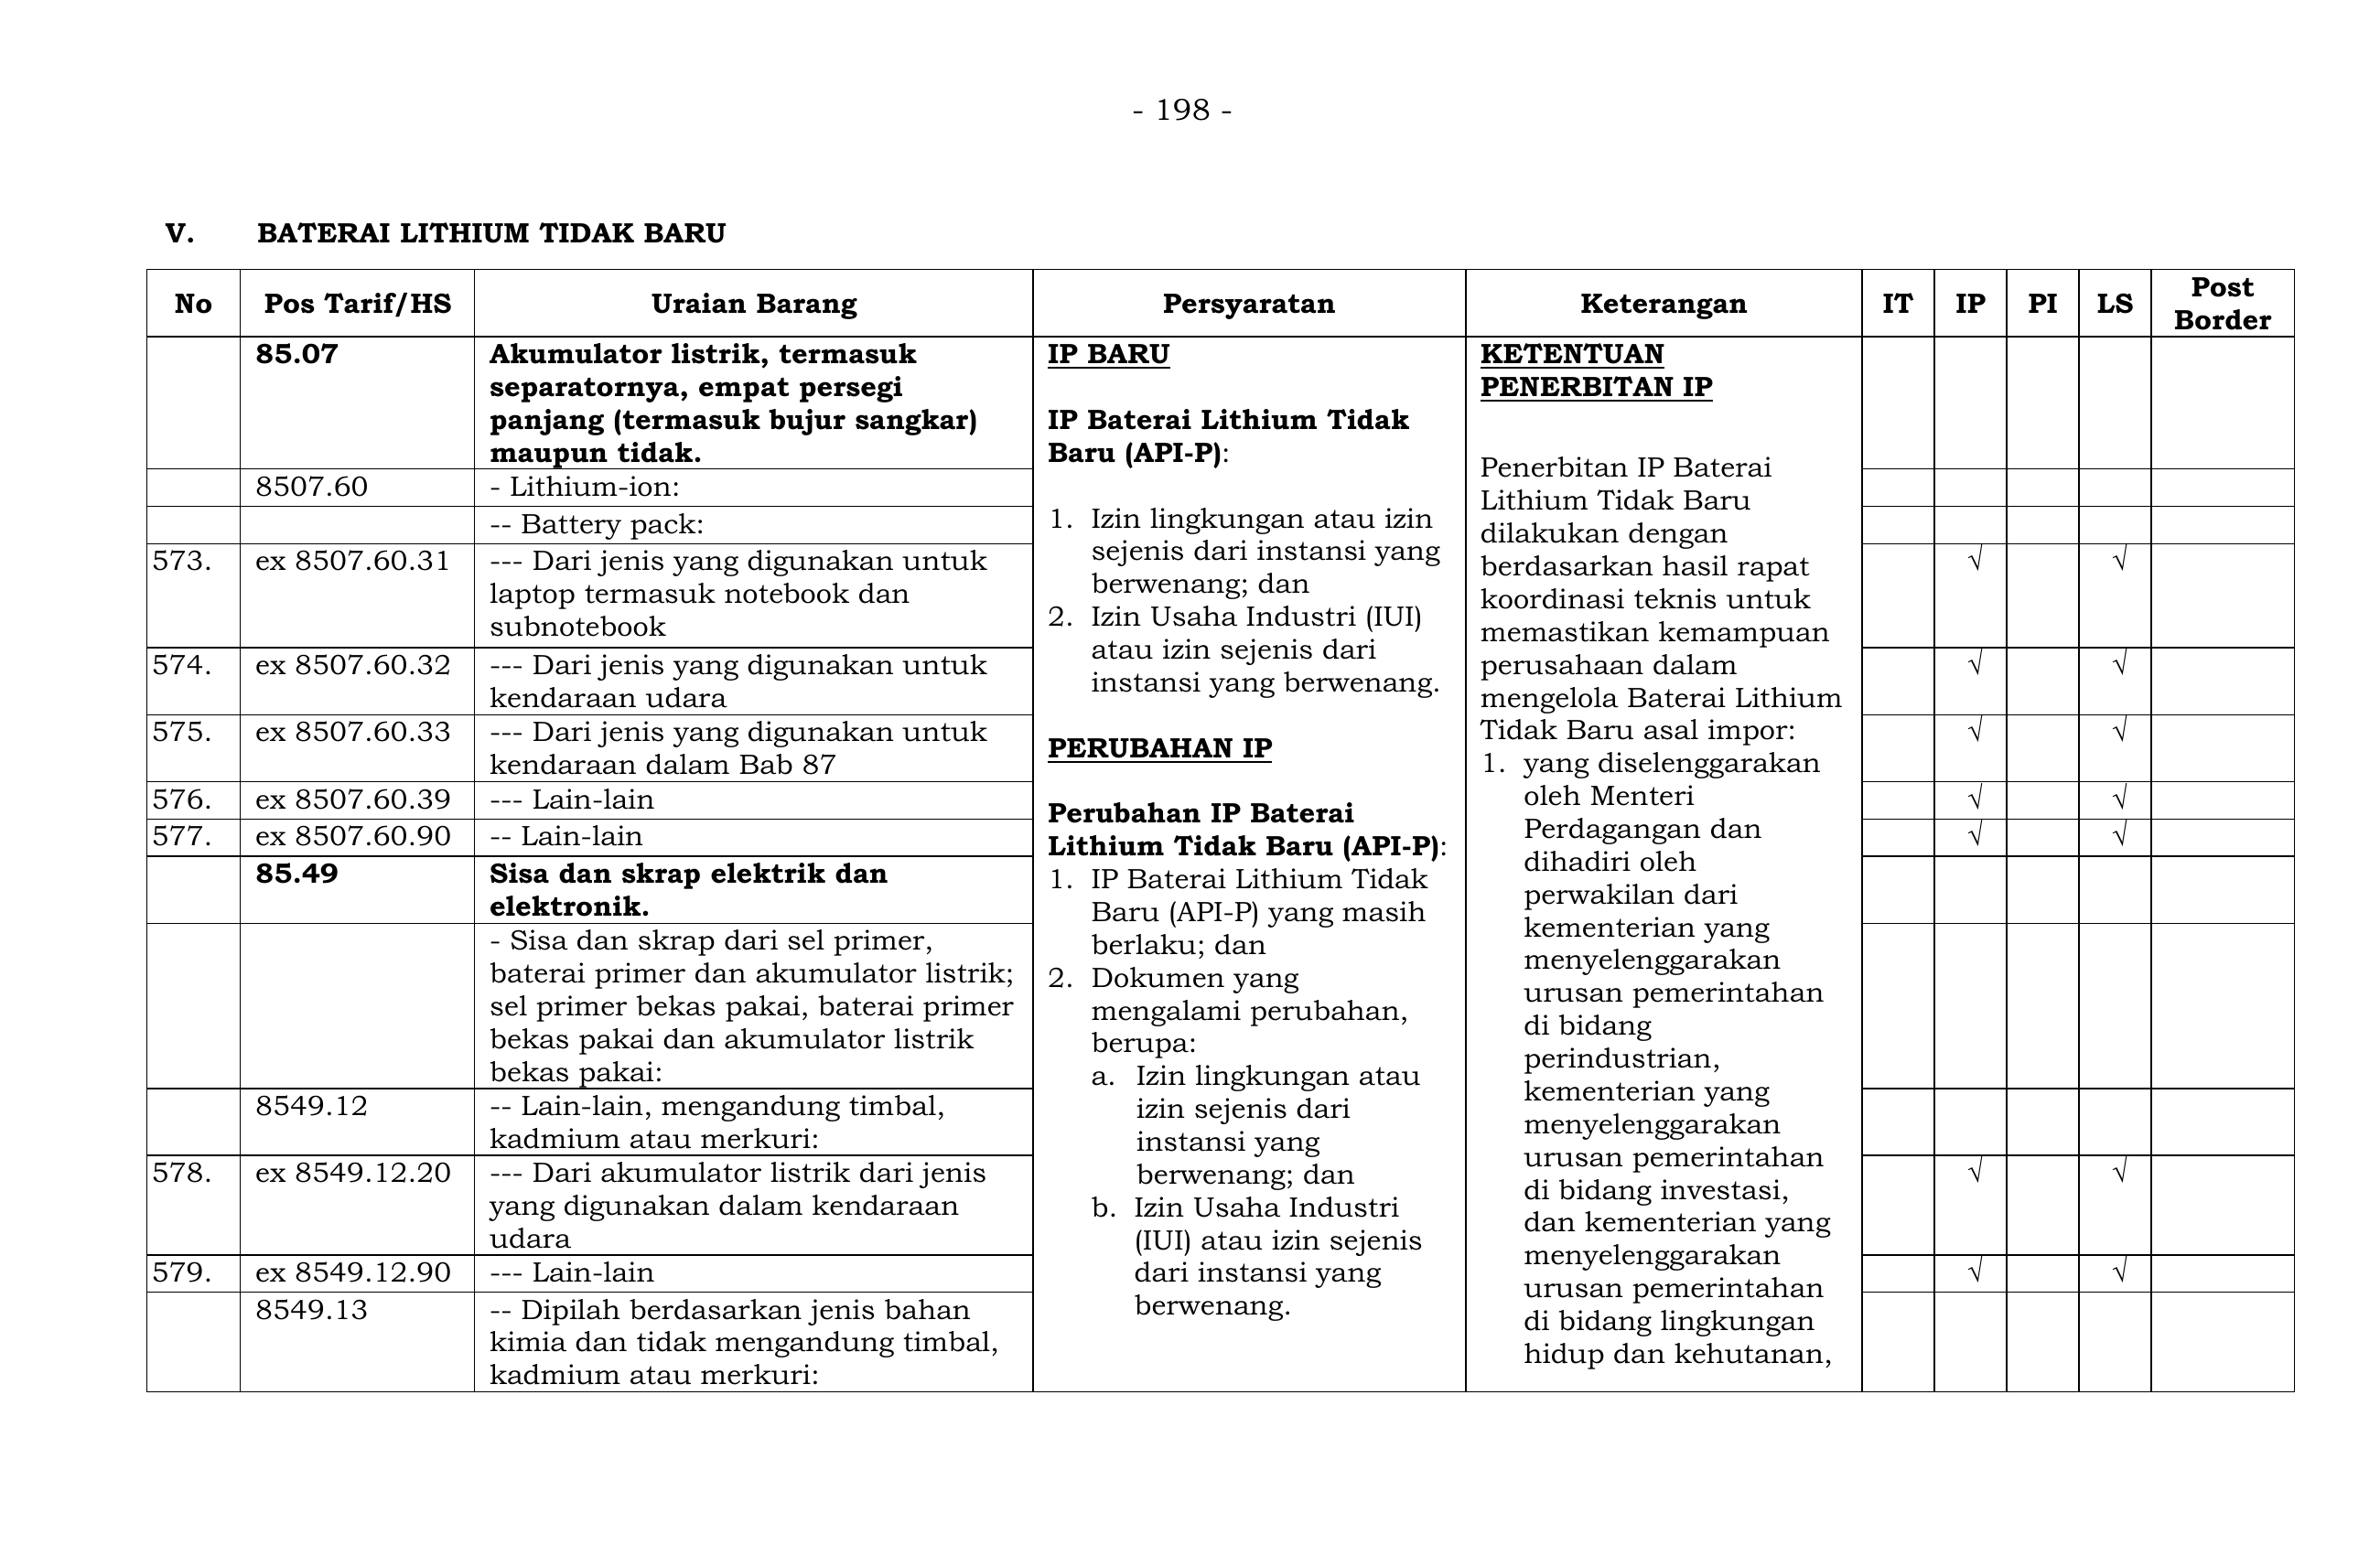 - 198 -
V. BATERAI LITHIUM TIDAK BARU
No Pos Tarif/HS Uraian Barang Persyaratan Keterangan IT IP PI LS Post Border
85.07 Akumulator listrik, termasuk
separatornya, empat persegi
panjang (termasuk bujur sangkar)
maupun tidak.
8507.60 - Lithium-ion:
-- Battery pack:
573. ex 8507.60.31 --- Dari jenis yang digunakan untuk √ √
laptop termasuk notebook dan
subnotebook
574. ex 8507.60.32 --- Dari jenis yang digunakan untuk √ √
kendaraan udara
575. ex 8507.60.33 --- Dari jenis yang digunakan untuk √ √
kendaraan dalam Bab 87
576. ex 8507.60.39 --- Lain-lain √ √
577. ex 8507.60.90 -- Lain-lain √ √
85.49 Sisa dan skrap elektrik dan
elektronik.
- Sisa dan skrap dari sel primer,
baterai primer dan akumulator listrik;
sel primer bekas pakai, baterai primer
bekas pakai dan akumulator listrik
bekas pakai:
8549.12 -- Lain-lain, mengandung timbal,
kadmium atau merkuri:
578. ex 8549.12.20 --- Dari akumulator listrik dari jenis √ √
yang digunakan dalam kendaraan
udara
579. ex 8549.12.90 --- Lain-lain √ √
8549.13 -- Dipilah berdasarkan jenis bahan
kimia dan tidak mengandung timbal,
kadmium atau merkuri:
IP BARU
IP Baterai Lithium Tidak
Baru (API-P):
1. Izin lingkungan atau izin
sejenis dari instansi yang
berwenang; dan
2. Izin Usaha Industri (IUI)
atau izin sejenis dari
instansi yang berwenang.
PERUBAHAN IP
Perubahan IP Baterai
Lithium Tidak Baru (API-P):
1. IP Baterai Lithium Tidak
Baru (API-P) yang masih
berlaku; dan
2. Dokumen yang
mengalami perubahan,
berupa:
a. Izin lingkungan atau
izin sejenis dari
instansi yang
berwenang; dan
b. Izin Usaha Industri
(IUI) atau izin sejenis
dari instansi yang
berwenang.
KETENTUAN
PENERBITAN IP
Penerbitan IP Baterai
Lithium Tidak Baru
dilakukan dengan
berdasarkan hasil rapat
koordinasi teknis untuk
memastikan kemampuan
perusahaan dalam
mengelola Baterai Lithium
Tidak Baru asal impor:
1. yang diselenggarakan
oleh Menteri
Perdagangan dan
dihadiri oleh
perwakilan dari
kementerian yang
menyelenggarakan
urusan pemerintahan
di bidang
perindustrian,
kementerian yang
menyelenggarakan
urusan pemerintahan
di bidang investasi,
dan kementerian yang
menyelenggarakan
urusan pemerintahan
di bidang lingkungan
hidup dan kehutanan,